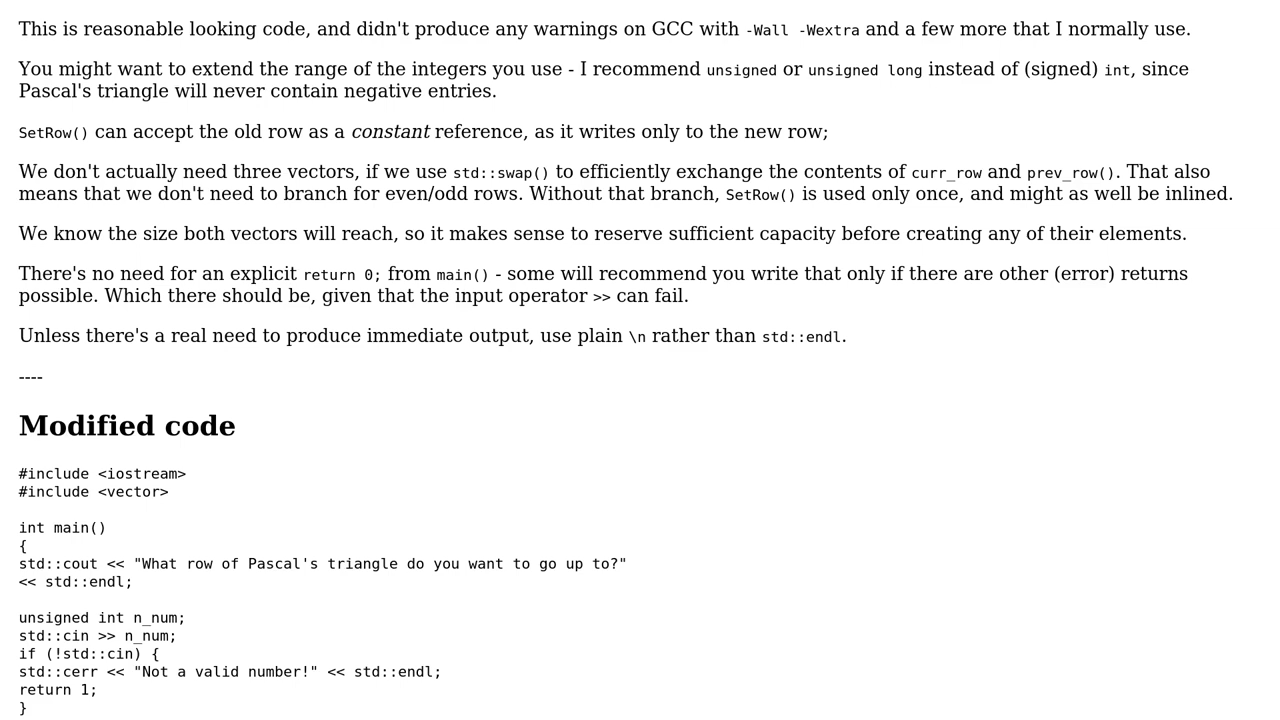 This is reasonable looking code, and didn't produce any warnings on GCC with -Wall -Wextra and a few more that I normally use.
You might want to extend the range of the integers you use - I recommend unsigned or unsigned long instead of (signed) int, since
Pascal's triangle will never contain negative entries.
SetRow() can accept the old row as a constant reference, as it writes only to the new row;
We don't actually need three vectors, if we use std::swap() to efficiently exchange the contents of curr_row and prev_row(). That also
means that we don't need to branch for even/odd rows. Without that branch, SetRow() is used only once, and might as well be inlined.
We know the size both vectors will reach, so it makes sense to reserve sufficient capacity before creating any of their elements.
There's no need for an explicit return 0; from main() - some will recommend you write that only if there are other (error) returns
possible. Which there should be, given that the input operator >> can fail.
Unless there's a real need to produce immediate output, use plain \n rather than std::endl.
----
Modified code
#include <iostream>
#include <vector>
int main()
{
std::cout << "What row of Pascal's triangle do you want to go up to?"
<< std::endl;
unsigned int n_num;
std::cin >> n_num;
if (!std::cin) {
std::cerr << "Not a valid number!" << std::endl;
return 1;
}